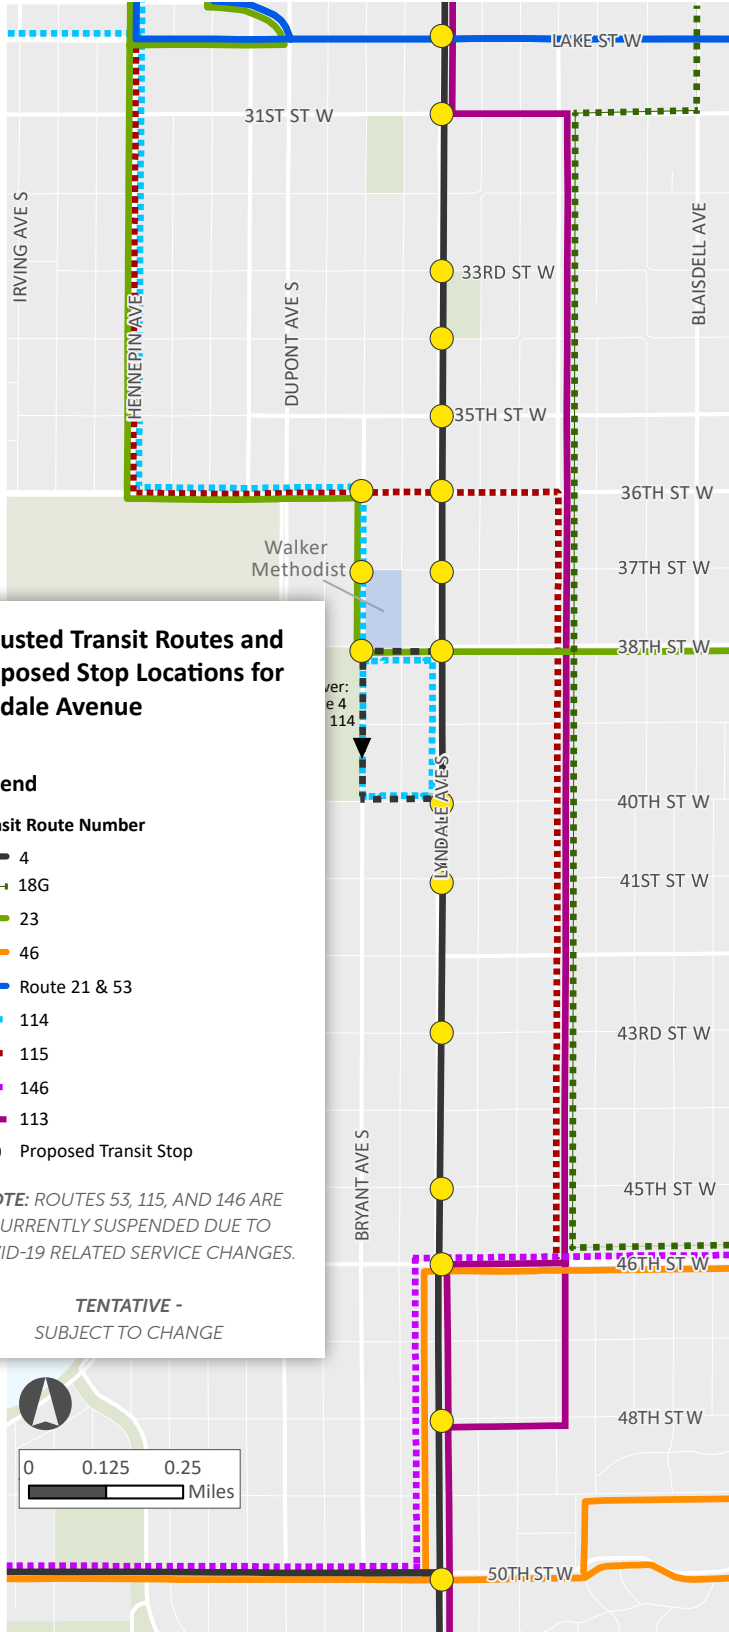 LAKE ST W
31ST ST W
IRVING AVE S
BLAISDELL AVE
33RD ST W
DUPONT AVE S
HENNEPIN AVE
35TH ST W
36TH ST W
Walker
Methodist
37TH ST W
38TH ST W
usted Transit Routes and
posed Stop Locations for
dale Avenue
ver:
e 4
114
end
LYNDALE AVE S
40TH ST W
sit Route Number
4
18G
41ST ST W
23
46
Route 21 & 53
114
43RD ST W
115
146
113
Proposed Transit Stop
BRYANT AVE S
45TH ST W
OTE: ROUTES 53, 115, AND 146 ARE
CURRENTLY SUSPENDED DUE TO
VID-19 RELATED SERVICE CHANGES.
46TH ST W
TENTATIVE -
SUBJECT TO CHANGE
48TH ST W
0 0.125 0.25
Miles
50TH ST W